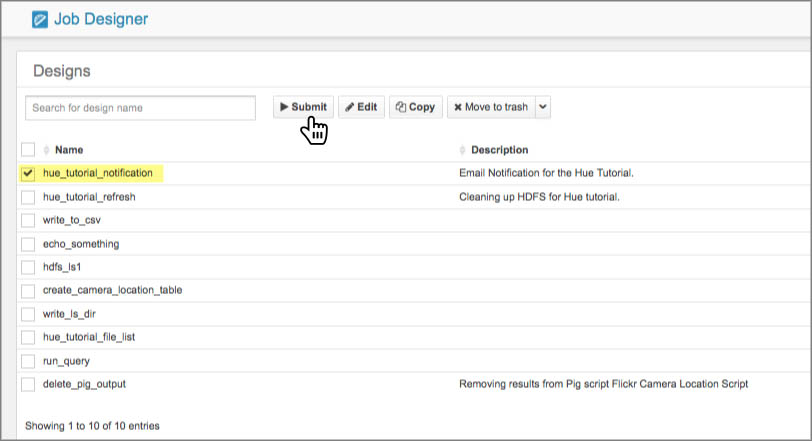 Job Designer
Designs
Search for design name Submit Edit Copy Move to trash
Name Description
hue_tutorial_notification Email Notification for the Hue Tutorial.
hue_tutorial_refresh Cleaning up HDFS for Hue tutorial.
write_to_csv
echo_something
hdfs_ls1
create_camera_location_table
write_ls_dir
hue_tutorial_file_list
run_query
delete_pig_output Removing results from Pig script Flickr Camera Location Script
Showing 1 to 10 of 10 entries